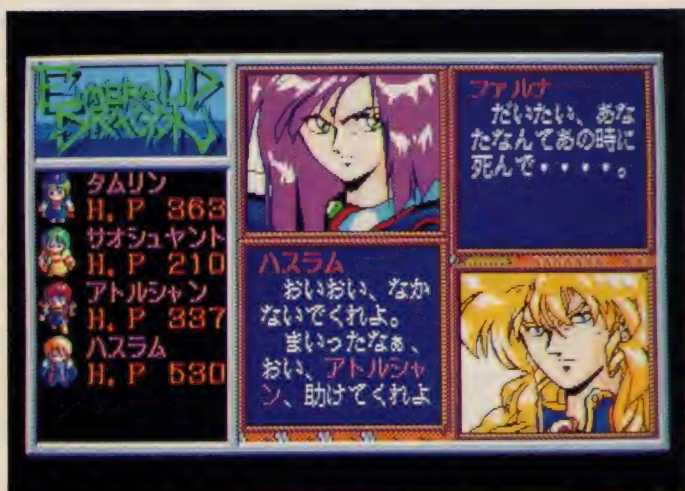 EMERALD
DRAGON
タムリン
H.P 363
サオシュヤント
H.P 210
アトルシャン
H.P 337
ハスラム
H.P 530
ファルナ
だいたい、あな
たなんてあの時に
死んで・・・・。
ハスラム
おいおい、なか
ないでくれよ。
まいったなぁ、
おい、アトルシャ
ン、助けてくれよ